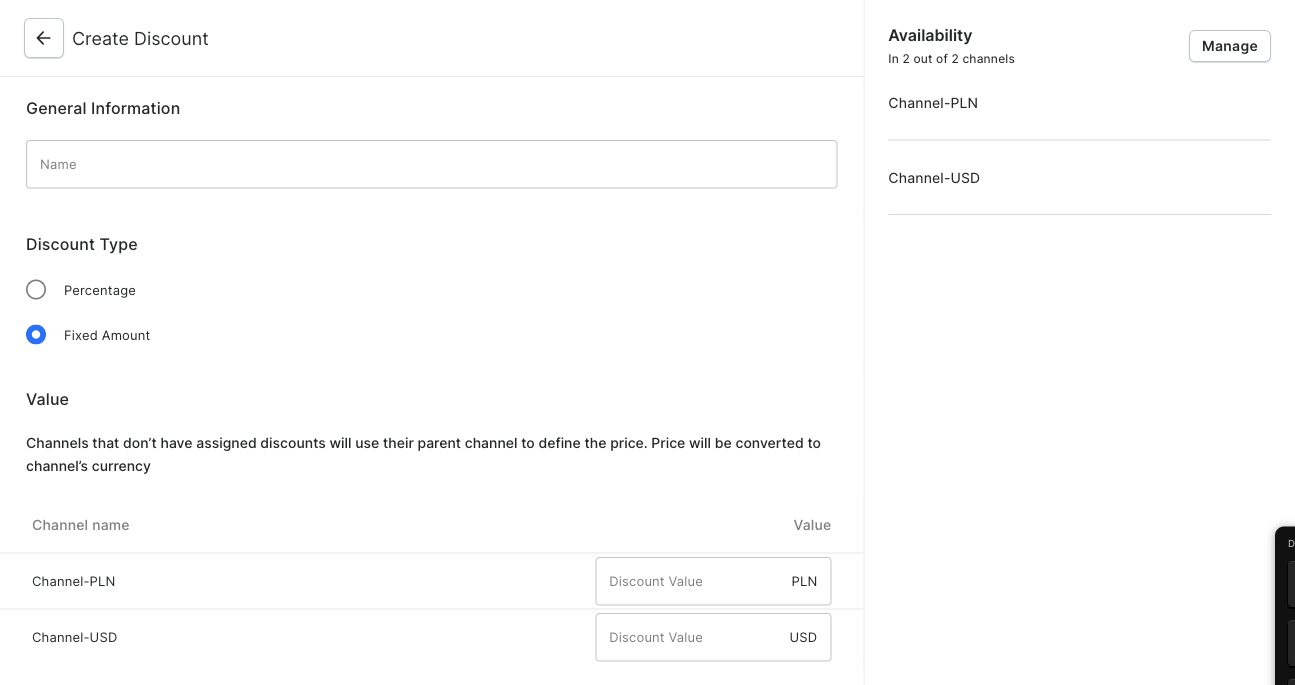 Create Discount
General Information
Name
Discount Type
Percentage
Fixed Amount
Value
Channels that don’t have assigned discounts will use their parent channel to define the price. Price will be converted to
channel’s currency
Channel name Value
Channel-PLN Discount Value PLN
Channel-USD Discount Value USD
Availability
Manage
In 2 out of 2 channels
Channel-PLN
Channel-USD